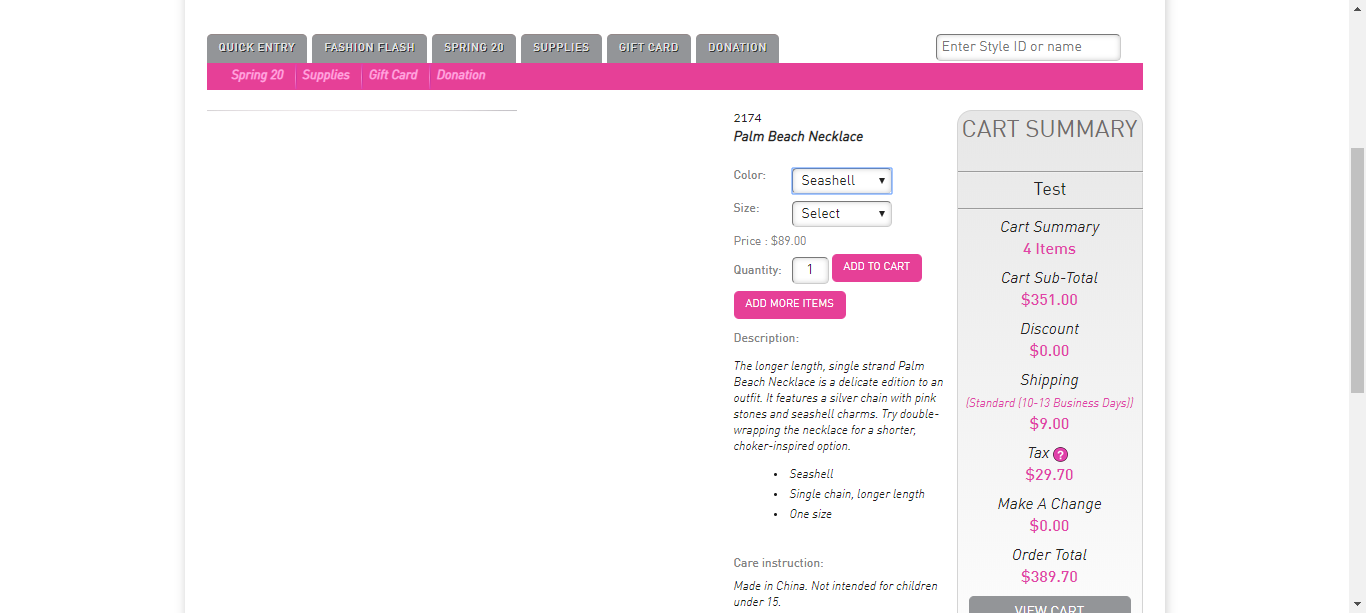 QUICK ENTRY
FASHION FLASH
SPRING 20
SUPPLIES
GIFT CARD
DONATION
Enter Style ID or name
Spring 20
Supplies
Gift Card
Donation
2174
Palm Beach Necklace
Color:
Seashell
Size:
Select
Price : $89.00
Quantity:
1
ADD TO CART
ADD MORE ITEMS
Description:
The longer length, single strand Palm
Beach Necklace is a delicate edition to an
outfit. It features a silver chain with pink
stones and seashell charms. Try double-
wrapping the necklace for a shorter,
choker-inspired option.
• Seashell
• Single chain, longer length
• One size
Care instruction:
Made in China. Not intended for children
under 15.
CART SUMMARY
Test
Cart Summary
4 Items
Cart Sub-Total
$351.00
Discount
$0.00
Shipping
(Standard (10-13 Business Days))
$9.00
Tax ?
$29.70
Make A Change
$0.00
Order Total
$389.70
VIEW CART